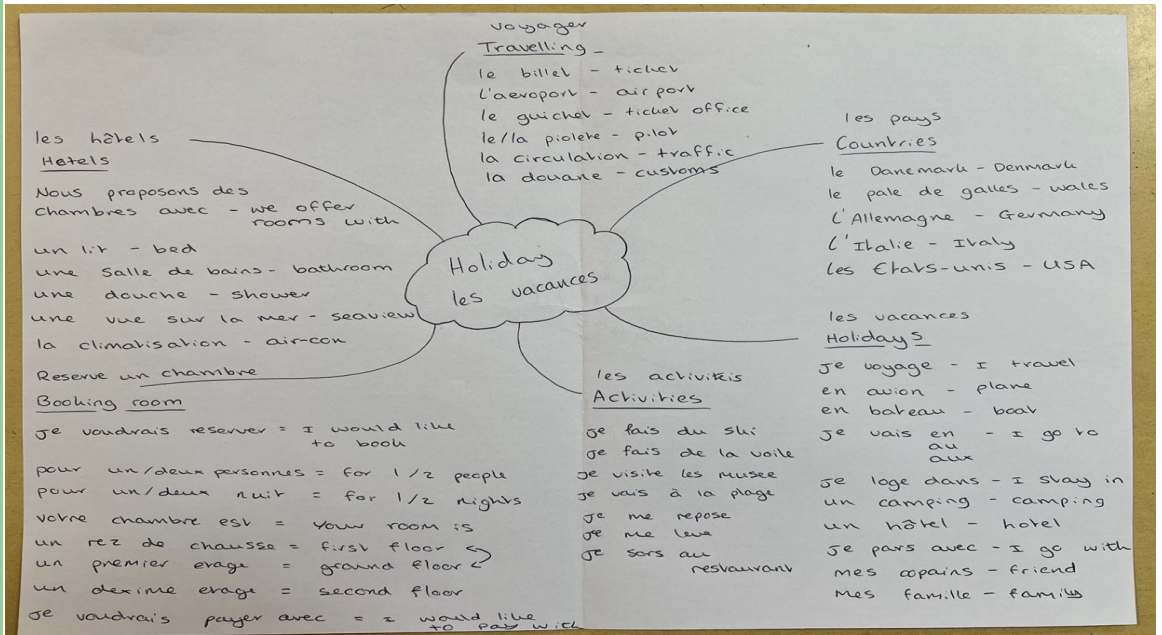 voyager
Travelling -
le billet - ticket
l'aeroport - airport
le guichet - ticket office
le/la piolete - pilot
la circulation - traffic
la douane - customs
les pays
Countries
le Danemark - Denmark
le pale de galles - wales
L'Allemagne - Germany
L'Italie - Italy
les Etats-unis - USA
les hôtels
Hotels
Nous proposons des
chambres avec - we offer
rooms with
un lit - bed
une salle de bains - bathroom
une douche - shower
une vue sur la mer - seaview
la climatisation - air-con
Holiday
les vacances
Reserve un chambre
Booking room
Je voudrais reserver = I would like
to book
pour un/deux personnes = for 1/2 people
pour un/deux nuit = for 1/2 nights
votre chambre est = your room is
un rez de chausse = first floor
un premier etage = ground floor
un dexime etage = second floor
Je voudrais payer avec = I would like
to pay with
les activiteis
Activities
Je fais du ski
Je fais de la voile
Je visite les musee
Je vais à la plage
Je me repose
Je me leve
Je sors au
restaurant
les vacances
Holidays
Je voyage - I travel
en avion - plane
en bateau - boat
Je vais en - I go to
au
aux
Je loge dans - I stay in
un camping - camping
un hôtel - hotel
Je pars avec - I go with
mes copains - friend
Mes famille - family